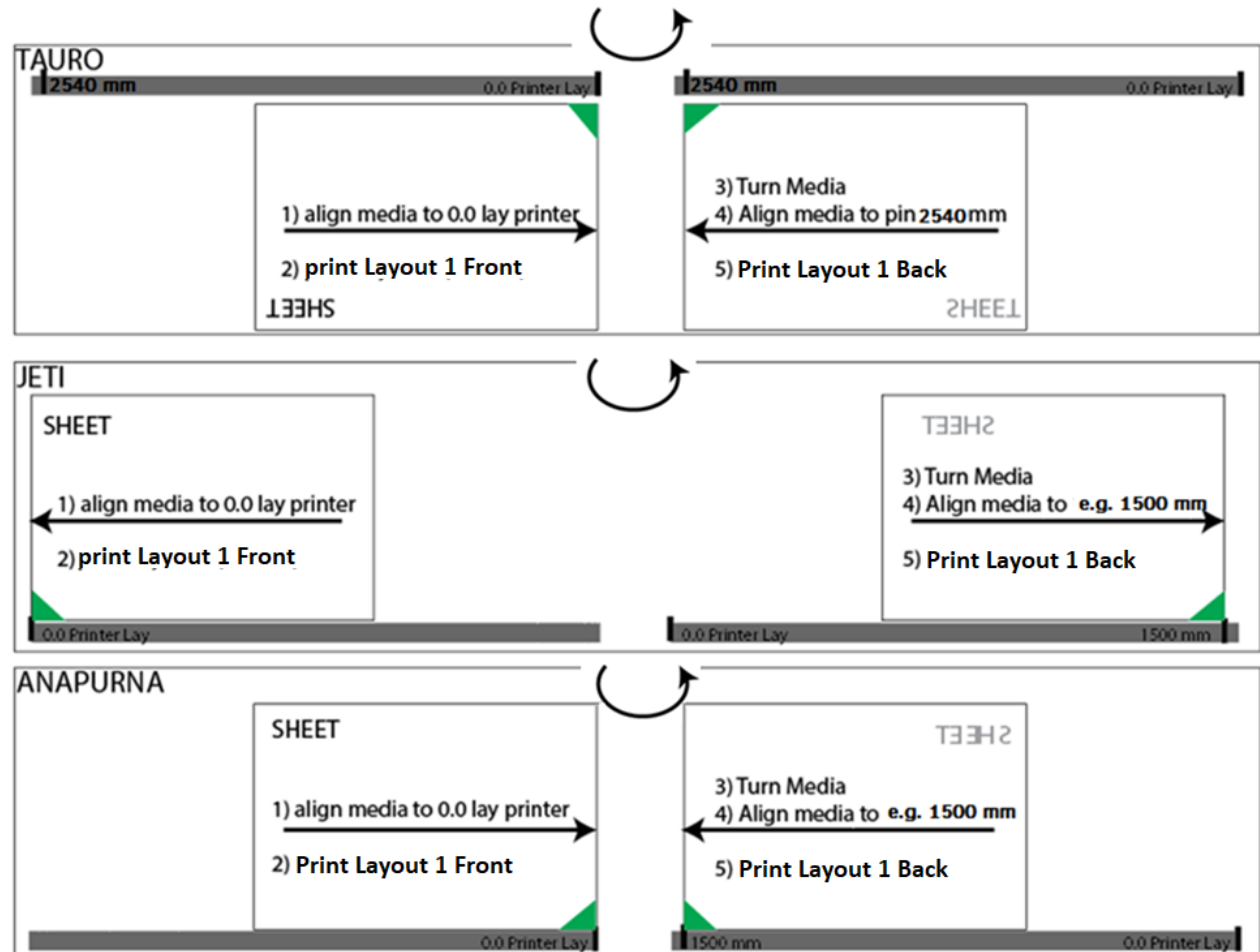 TAURO
2540 mm
0.0 Printer Lay
2540 mm
0.0 Printer Lay
1) align media to 0.0 lay printer
2) print Layout 1 Front
SHEET
3) Turn Media
4) Align media to pin 2540mm
5) Print Layout 1 Back
SHEET
JETI
SHEET
1) align media to 0.0 lay printer
2) print Layout 1 Front
0.0 Printer Lay
SHEET
3) Turn Media
4) Align media to e.g. 1500 mm
5) Print Layout 1 Back
0.0 Printer Lay
1500 mm
ANAPURNA
SHEET
1) align media to 0.0 lay printer
2) Print Layout 1 Front
0.0 Printer Lay
SHEET
3) Turn Media
4) Align media to e.g. 1500 mm
5) Print Layout 1 Back
1500 mm
0.0 Printer Lay